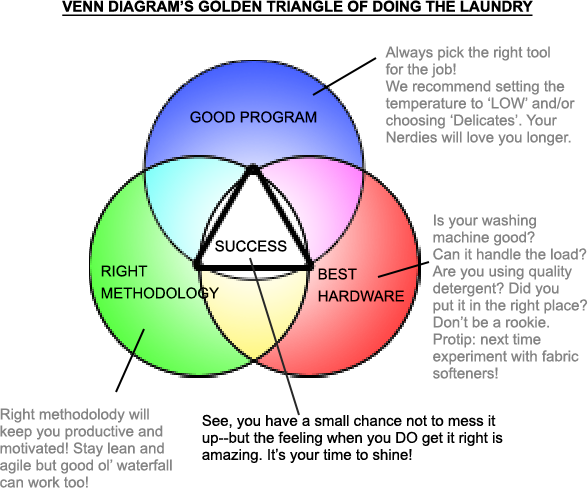 VENN DIAGRAM'S GOLDEN TRIANGLE OF DOING THE LAUNDRY
Always pick the right tool
for the job!
We recommend setting the
temperature to 'LOW' and/or
choosing 'Delicates'. Your
Nerdies will love you longer.
GOOD PROGRAM
Is your washing
machine good?
Can it handle the load?
Are you using quality
detergent? Did you
put it in the right place?
Don't be a rookie.
Protip: next time
experiment with fabric
softeners!
SUCCESS
RIGHT
METHODOLOGY
BEST
HARDWARE
Right methodolody will
keep you productive and
motivated! Stay lean and
agile but good ol' waterfall
can work too!
See, you have a small chance not to mess it
up--but the feeling when you DO get it right is
amazing. It's your time to shine!